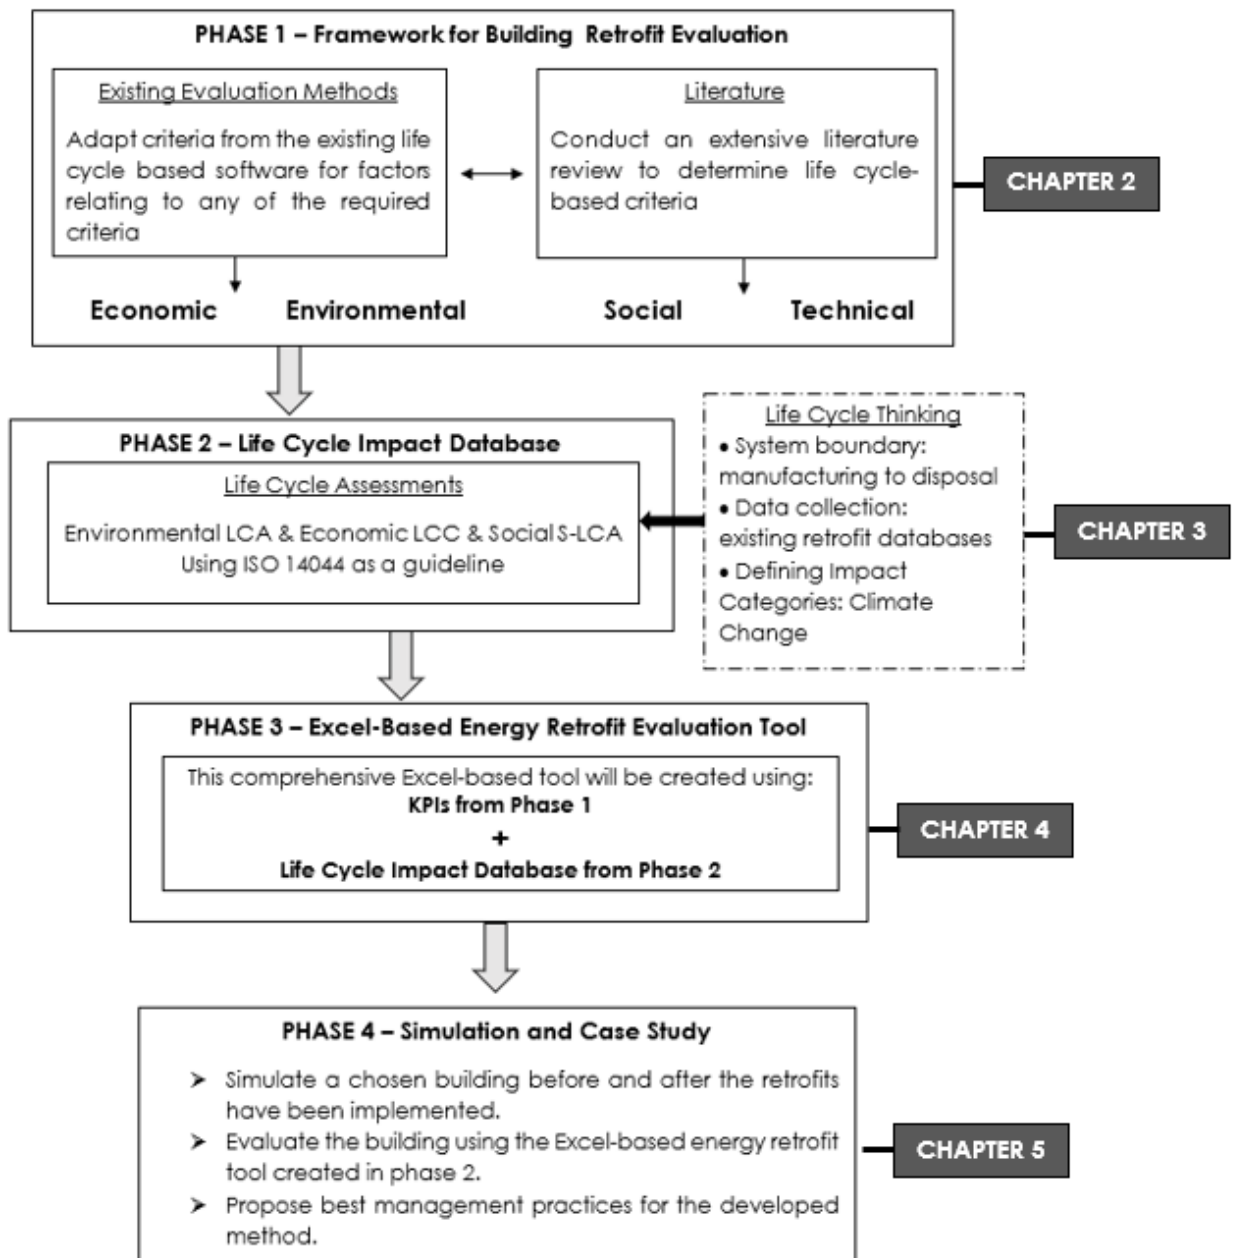 PHASE 1 – Framework for Building Retrofit Evaluation
Existing Evaluation Methods
Adapt criteria from the existing life
cycle based software for factors
relating to any of the required
criteria
Literature
Conduct an extensive literature
review to determine life cycle-
based criteria
CHAPTER 2
Economic Environmental Social Technical
PHASE 2 – Life Cycle Impact Database
Life Cycle Assessments
Environmental LCA & Economic LCC & Social S-LCA
Using ISO 14044 as a guideline
Life Cycle Thinking
• System boundary:
manufacturing to disposal
• Data collection:
existing retrofit databases
• Defining Impact
Categories: Climate
Change
CHAPTER 3
PHASE 3 – Excel-Based Energy Retrofit Evaluation Tool
This comprehensive Excel-based tool will be created using:
KPIs from Phase 1
+
Life Cycle Impact Database from Phase 2
CHAPTER 4
PHASE 4 – Simulation and Case Study
➢ Simulate a chosen building before and after the retrofits
have been implemented.
➢ Evaluate the building using the Excel-based energy retrofit
tool created in phase 2.
➢ Propose best management practices for the developed
method.
CHAPTER 5